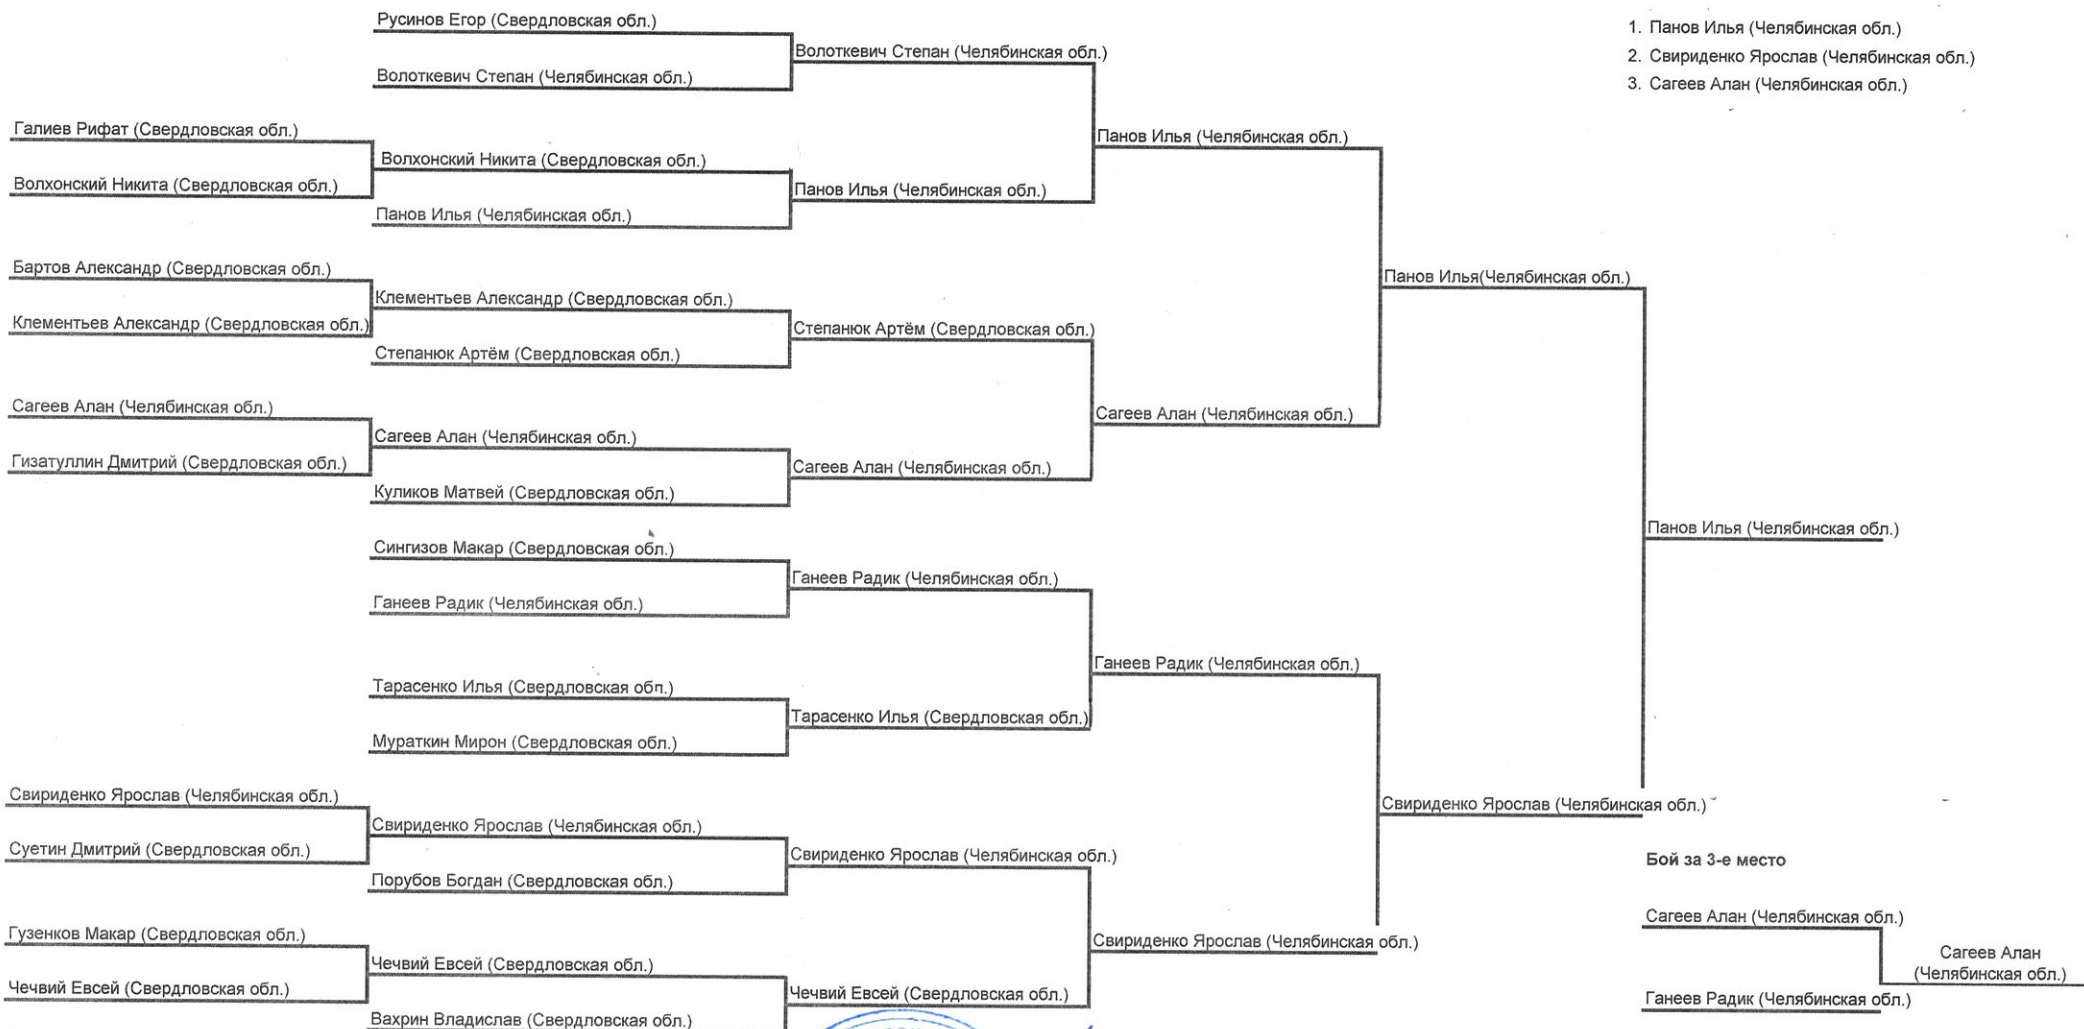 Русинов Егор (Свердловская обл.)
Волоткевич Степан (Челябинская обл.)
Волоткевич Степан (Челябинская обл.)
1. Панов Илья (Челябинская обл.)
2. Свириденко Ярослав (Челябинская обл.)
3. Сагеев Алан (Челябинская обл.)
Галиев Рифат (Свердловская обл.)
Волхонский Никита (Свердловская обл.)
Волхонский Никита (Свердловская обл.)
Панов Илья (Челябинская обл.)
Панов Илья (Челябинская обл.)
Панов Илья (Челябинская обл.)
Бартов Александр (Свердловская обл.)
Клементьев Александр (Свердловская обл.)
Клементьев Александр (Свердловская обл.)
Степанюк Артём (Свердловская обл.)
Степанюк Артём (Свердловская обл.)
Панов Илья(Челябинская обл.)
Сагеев Алан (Челябинская обл.)
Гизатуллин Дмитрий (Свердловская обл.)
Сагеев Алан (Челябинская обл.)
Куликов Матвей (Свердловская обл.)
Сагеев Алан (Челябинская обл.)
Сагеев Алан (Челябинская обл.)
Сингизов Макар (Свердловская обл.)
Ганеев Радик (Челябинская обл.)
Ганеев Радик (Челябинская обл.)
Панов Илья (Челябинская обл.)
Тарасенко Илья (Свердловская обл.)
Мураткин Мирон (Свердловская обл.)
Тарасенко Илья (Свердловская обл.)
Ганеев Радик (Челябинская обл.)
Свириденко Ярослав (Челябинская обл.)
Суетин Дмитрий (Свердловская обл.)
Свириденко Ярослав (Челябинская обл.)
Порубов Богдан (Свердловская обл.)
Свириденко Ярослав (Челябинская обл.)
Свириденко Ярослав (Челябинская обл.)
Гузенков Макар (Свердловская обл.)
Чечвий Евсей (Свердловская обл.)
Чечвий Евсей (Свердловская обл.)
Вахрин Владислав (Свердловская обл.)
Чечвий Евсей (Свердловская обл.)
Свириденко Ярослав (Челябинская обл.)
Бой за 3-е место
Сагеев Алан (Челябинская обл.)
Ганеев Радик (Челябинская обл.)
Сагеев Алан
(Челябинская обл.)